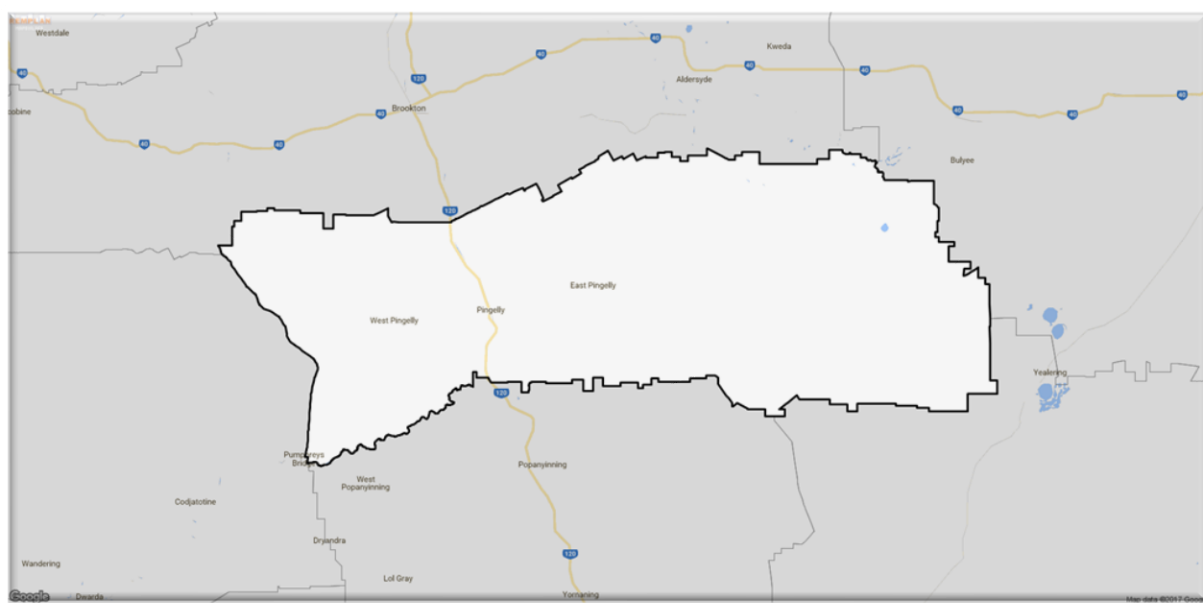 REMPLAN
Westdale
Kweda
40
40
40
40
120
Aldersyde
40
Brookton
40
40
40
40
40
Bulyee
120
East Pingelly
Pingelly
West Pingelly
Yealering
120
Pumphreys
Bridge
Popanyinning
West
Popanyinning
Codjatotine
Dryandra
120
Wandering
Lol Gray
Dwarda
Yornaning
Google
Map data ©2017 Goog